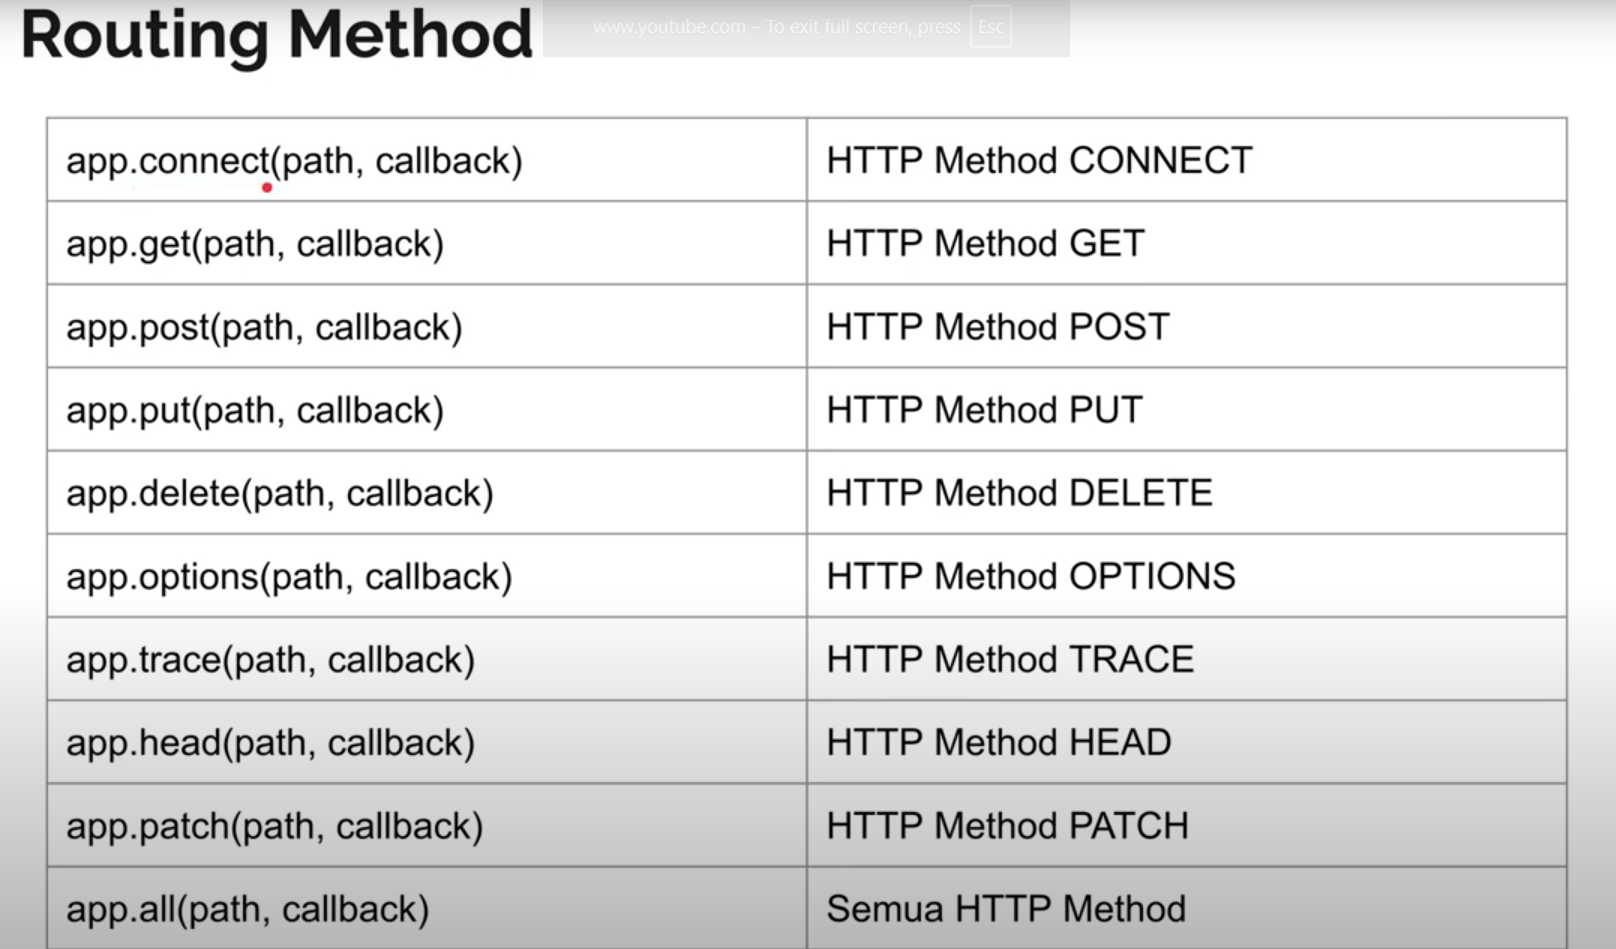 Routing Method
www.youtube.com – To exit full screen, press Esc
app.connect(path, callback) HTTP Method CONNECT
app.get(path, callback) HTTP Method GET
app.post(path, callback) HTTP Method POST
app.put(path, callback) HTTP Method PUT
app.delete(path, callback) HTTP Method DELETE
app.options(path, callback) HTTP Method OPTIONS
app.trace(path, callback) HTTP Method TRACE
app.head(path, callback) HTTP Method HEAD
app.patch(path, callback) HTTP Method PATCH
app.all(path, callback) Semua HTTP Method